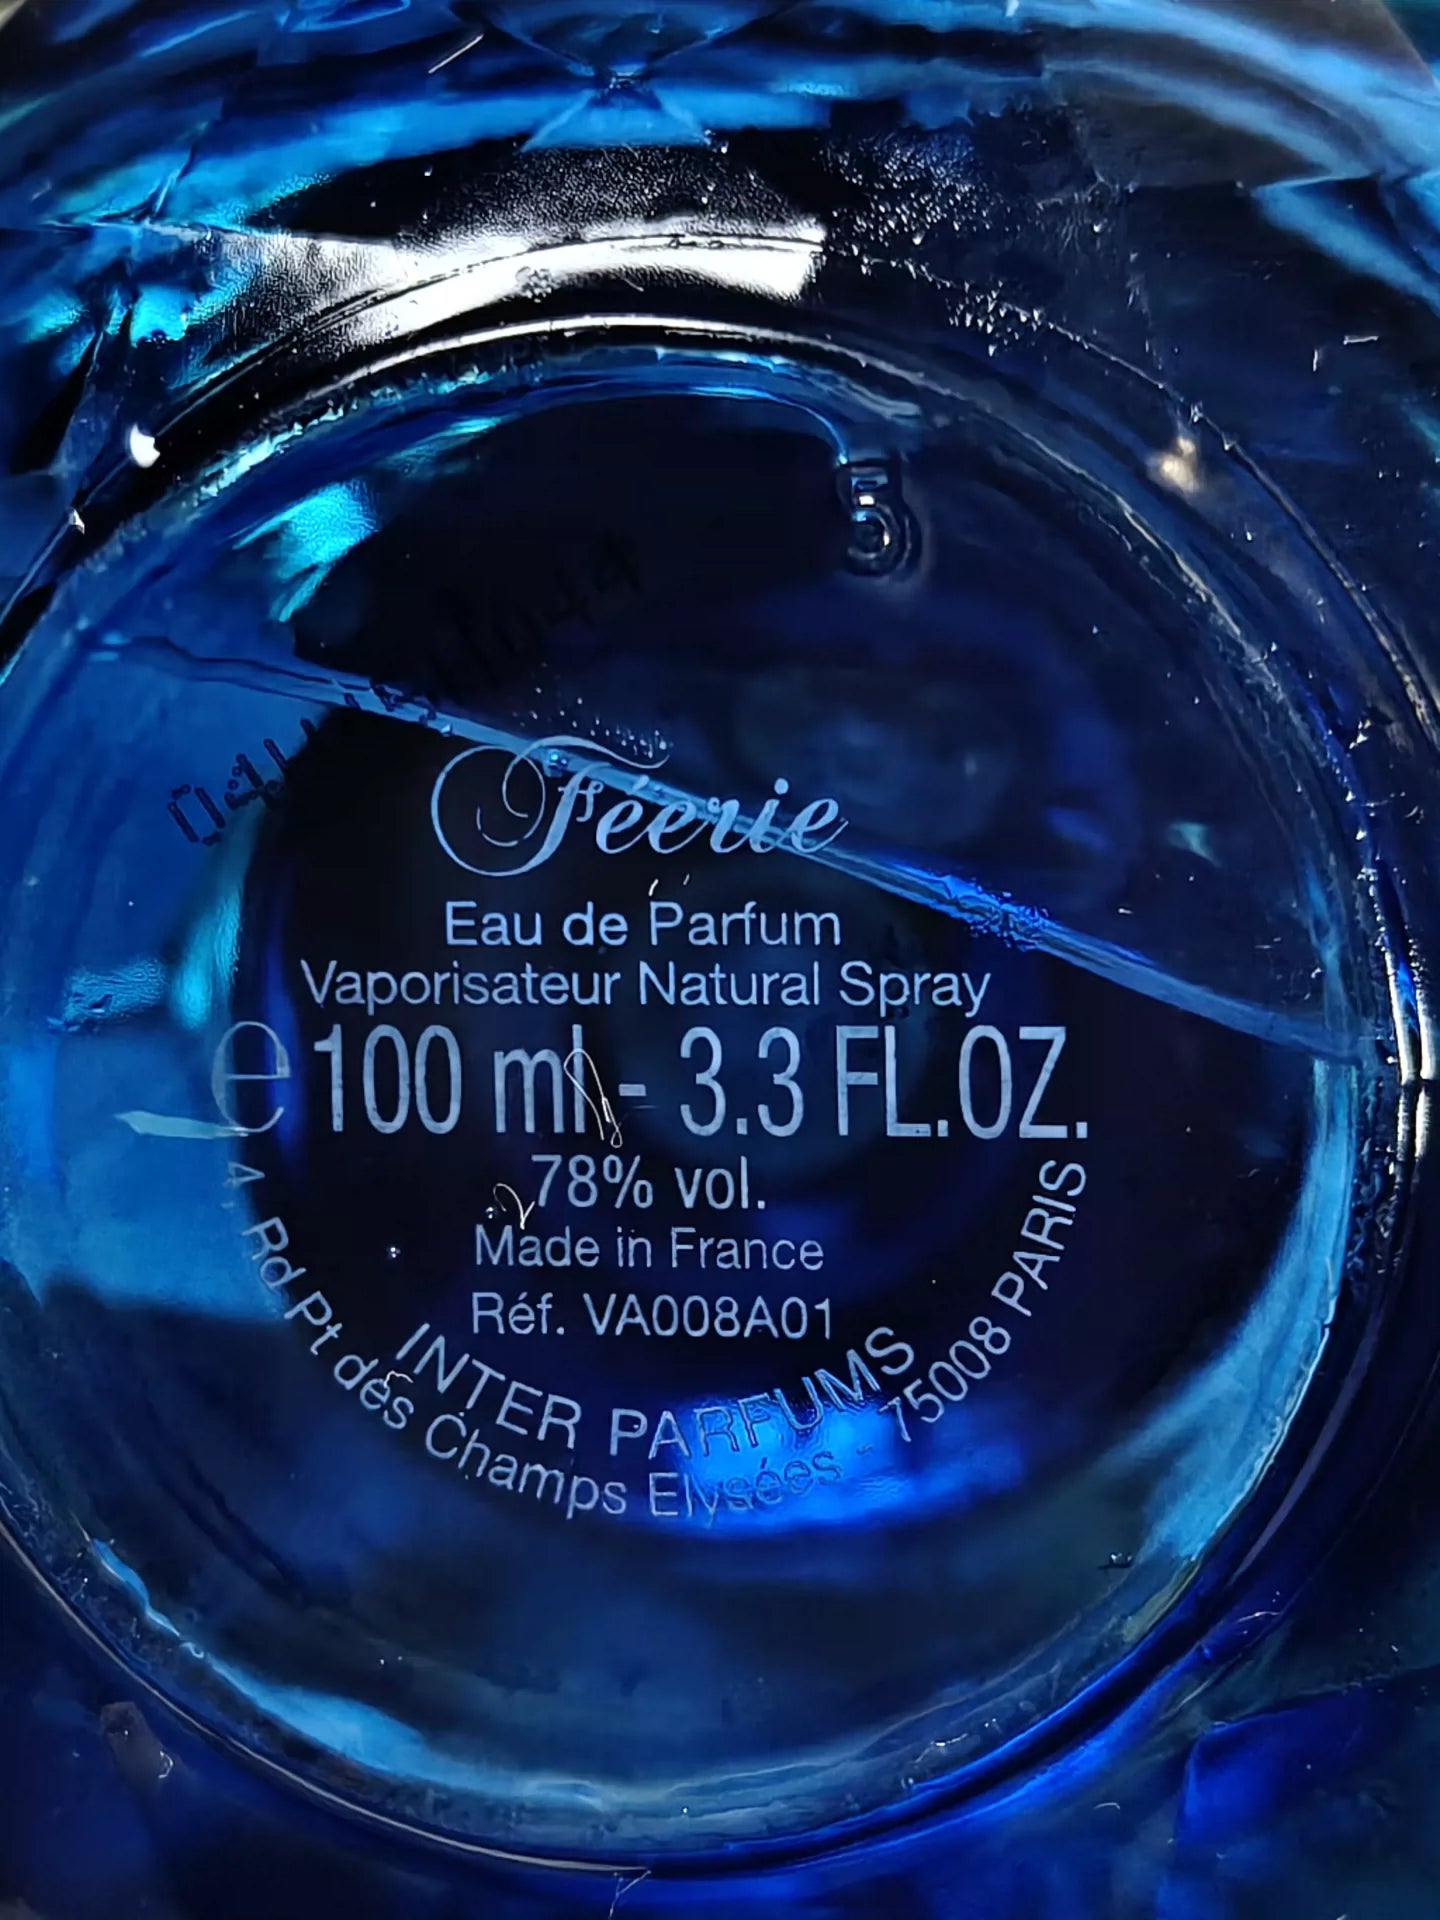 5
Féerie
Eau de Parfum
Vaporisateur Natural Spray
℮ 100 ml - 3.3 FL.OZ.
78% vol.
Made in France
Réf. VA008A01
INTER PARFUMS
4, Rd Pt des Champs Elysées - 75008 PARIS